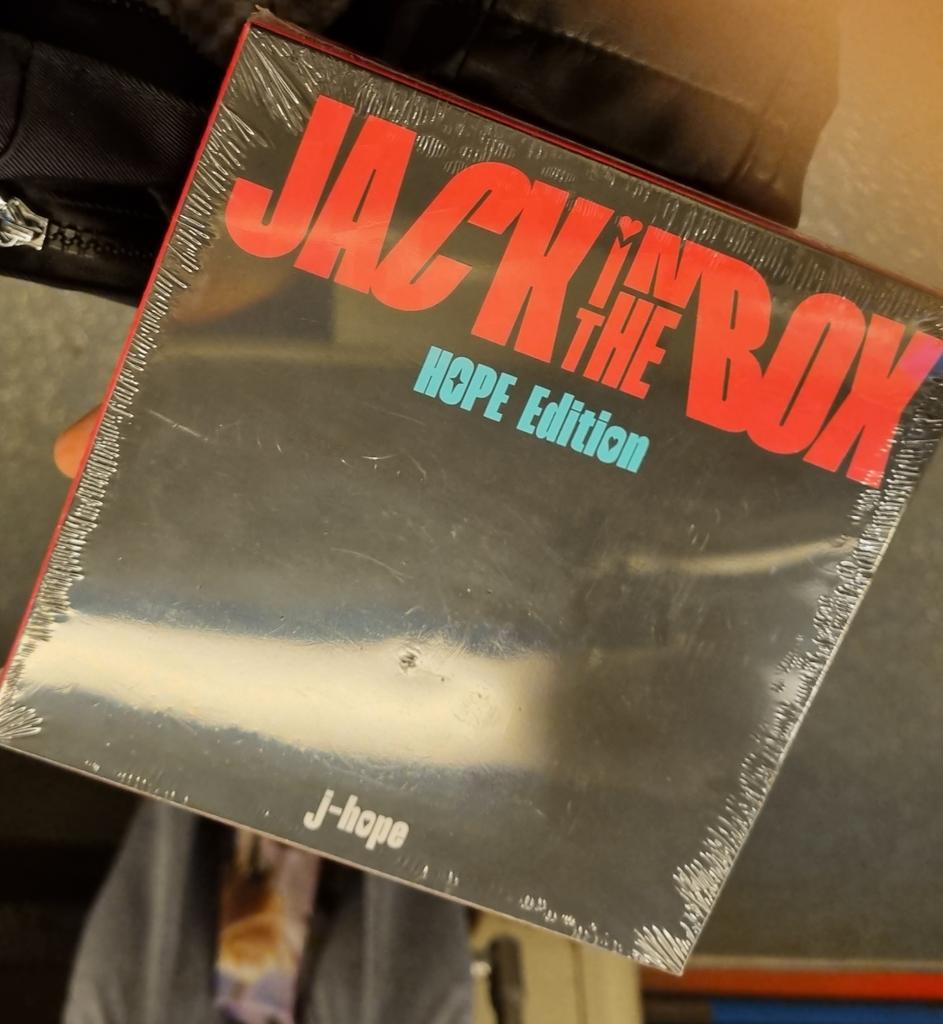 JACK iN THE BOX
HOPE Edition
j-hope